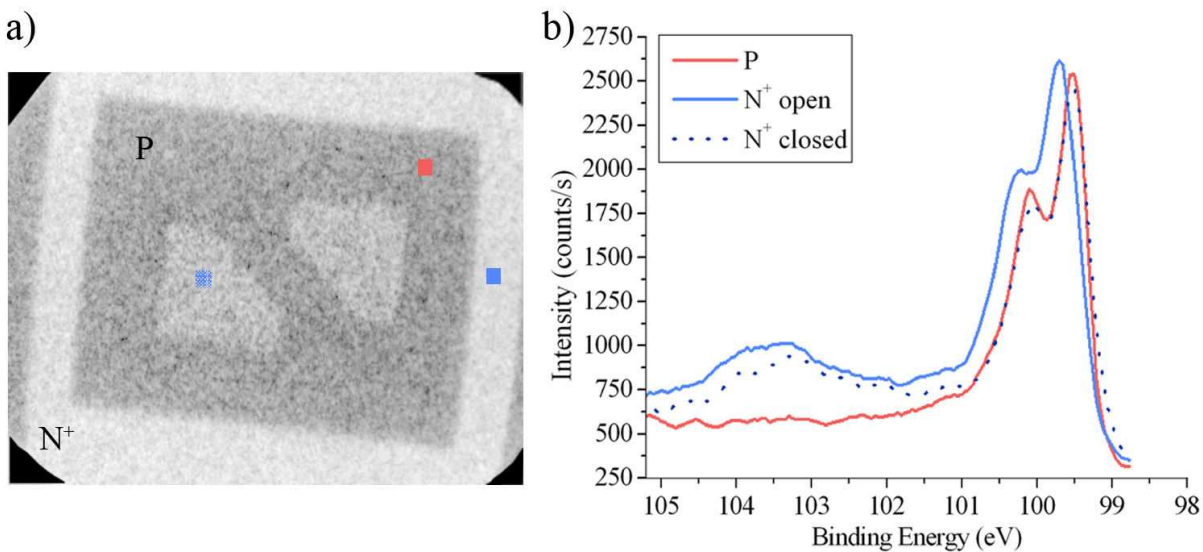 a)
P
N⁺
b)
P
N⁺ open
N⁺ closed
Intensity (counts/s)
2750
2500
2250
2000
1750
1500
1250
1000
750
500
250
105 104 103 102 101 100 99 98
Binding Energy (eV)